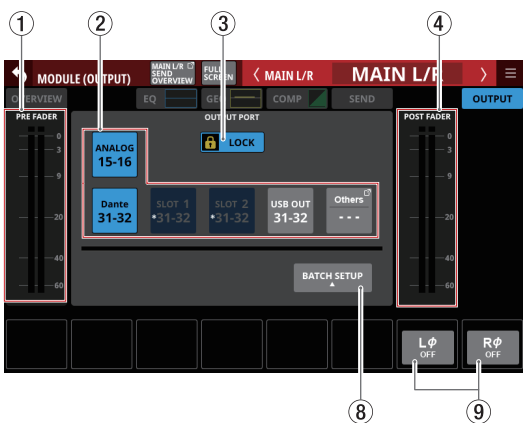 ① ② ③ ④
MODULE (OUTPUT)
MAIN L/R
SEND
OVERVIEW
FULL
SCREEN
MAIN L/R
MAIN L/R
OVERVIEW
EQ
GEQ
COMP
SEND
OUTPUT
PRE FADER
OUTPUT PORT
POST FADER
ANALOG
15-16
LOCK
Dante
31-32
SLOT 1
*31-32
SLOT 2
*31-32
USB OUT
31-32
Others
---
0
3
9
20
40
60
0
3
9
20
40
60
BATCH SETUP
LΦ
OFF
RΦ
OFF
⑧ ⑨